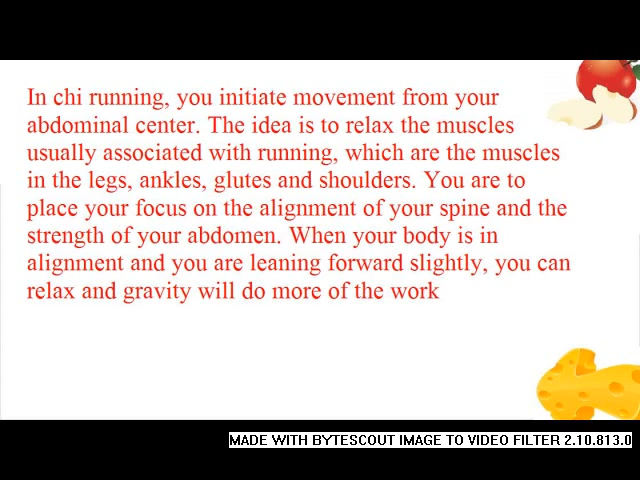 In chi running, you initiate movement from your
abdominal center. The idea is to relax the muscles
usually associated with running, which are the muscles
in the legs, ankles, glutes and shoulders. You are to
place your focus on the alignment of your spine and the
strength of your abdomen. When your body is in
alignment and you are leaning forward slightly, you can
relax and gravity will do more of the work
MADE WITH BYTESCOUT IMAGE TO VIDEO FILTER 2.10.813.0